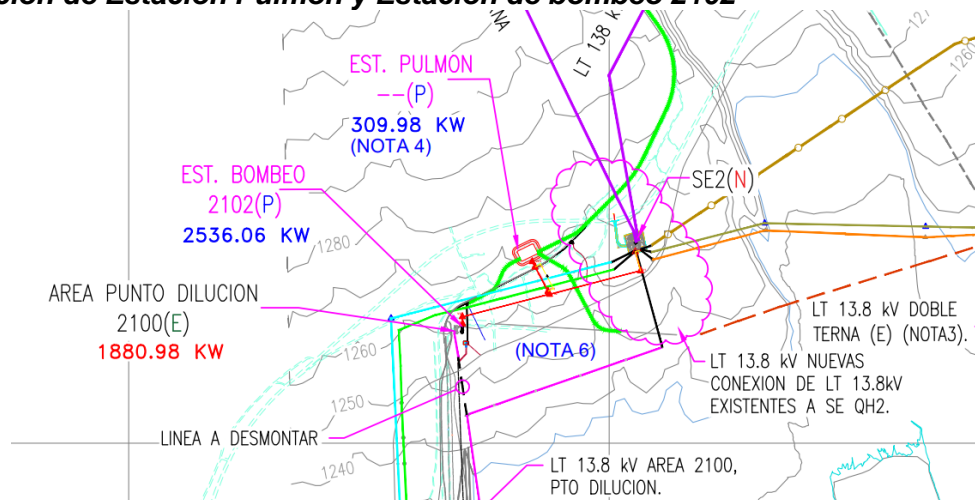 ción de Estación Pulmón y Estación de bombeo 2102
NA
LT 138 k
1260
EST. PULMON
--(P)
309.98 KW
(NOTA 4)
SE2(N)
EST. BOMBEO
2102(P)
2536.06 KW
1280
AREA PUNTO DILUCION
2100(E)
1880.98 KW
LT 13.8 kV DOBLE
TERNA (E) (NOTA3).
1260
(NOTA 6)
LT 13.8 kV NUEVAS
CONEXION DE LT 13.8kV
EXISTENTES A SE QH2.
1250
LINEA A DESMONTAR
1240
LT 13.8 kV AREA 2100,
PTO DILUCION.